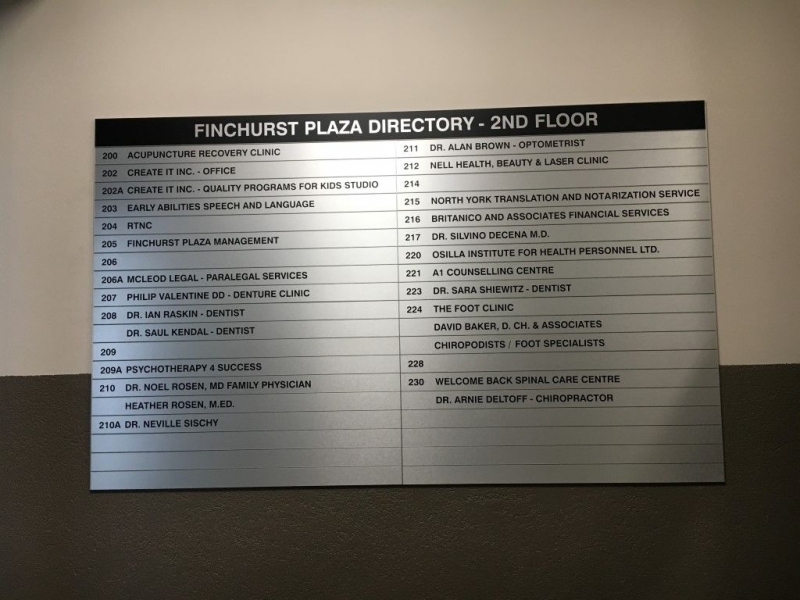 FINCHURST PLAZA DIRECTORY - 2ND FLOOR
200 ACUPUNCTURE RECOVERY CLINIC
202 CREATE IT INC. - OFFICE
202A CREATE IT INC. - QUALITY PROGRAMS FOR KIDS STUDIO
203 EARLY ABILITIES SPEECH AND LANGUAGE
204 RTNC
205 FINCHURST PLAZA MANAGEMENT
206
206A MCLEOD LEGAL - PARALEGAL SERVICES
207 PHILIP VALENTINE DD - DENTURE CLINIC
208 DR. IAN RASKIN - DENTIST
DR. SAUL KENDAL - DENTIST
209
209A PSYCHOTHERAPY 4 SUCCESS
210 DR. NOEL ROSEN, MD FAMILY PHYSICIAN
HEATHER ROSEN, M.ED.
210A DR. NEVILLE SISCHY
211 DR. ALAN BROWN - OPTOMETRIST
212 NELL HEALTH, BEAUTY & LASER CLINIC
214
215 NORTH YORK TRANSLATION AND NOTARIZATION SERVICE
216 BRITANICO AND ASSOCIATES FINANCIAL SERVICES
217 DR. SILVINO DECENA M.D.
220 OSILLA INSTITUTE FOR HEALTH PERSONNEL LTD.
221 A1 COUNSELLING CENTRE
223 DR. SARA SHIEWITZ - DENTIST
224 THE FOOT CLINIC
DAVID BAKER, D. CH. & ASSOCIATES
CHIROPODISTS / FOOT SPECIALISTS
228
230 WELCOME BACK SPINAL CARE CENTRE
DR. ARNIE DELTOFF - CHIROPRACTOR